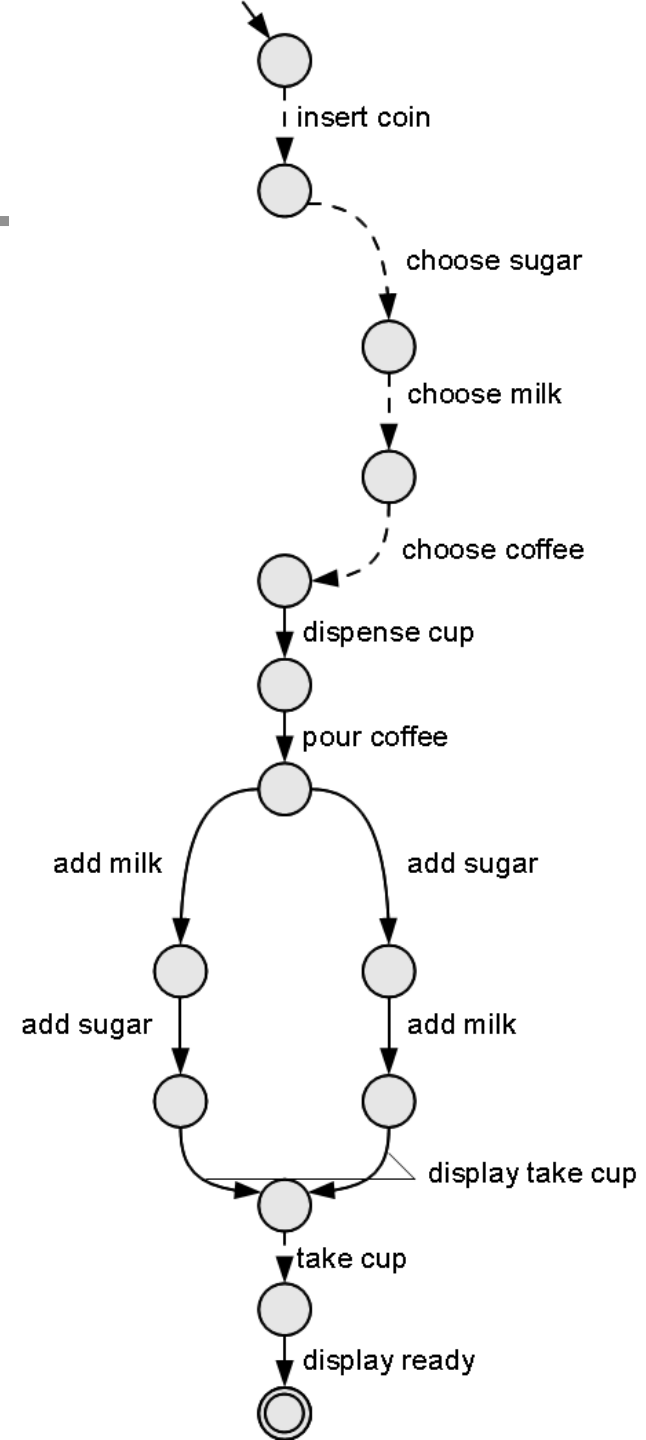 insert coin
choose sugar
choose milk
choose coffee
dispense cup
pour coffee
add milk
add sugar
add sugar
add milk
display take cup
take cup
display ready